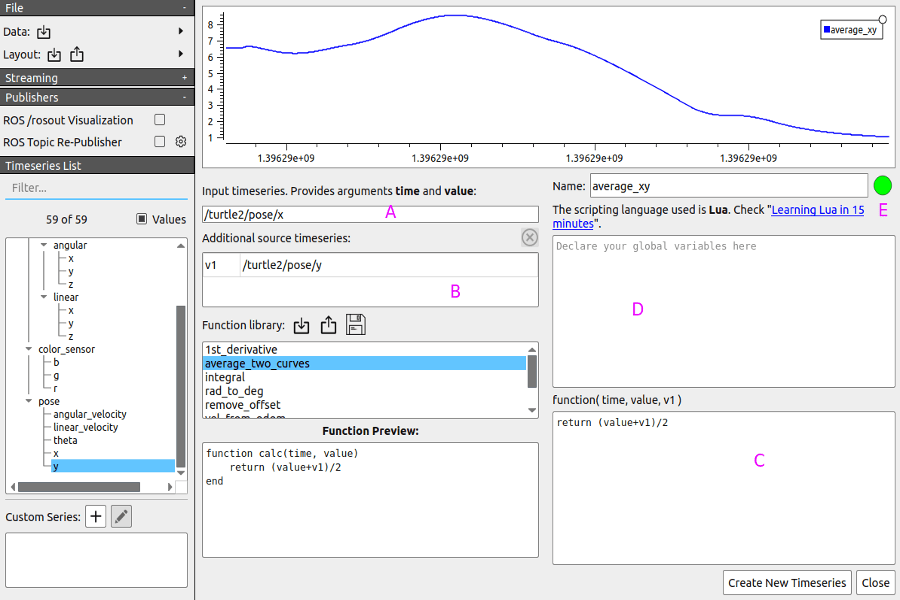 File -
Data:
Layout:
Streaming +
Publishers -
ROS /rosout Visualization
ROS Topic Re-Publisher
Timeseries List
Filter...
59 of 59 Values
angular
x
y
z
linear
x
y
z
color_sensor
b
g
r
pose
angular_velocity
linear_velocity
theta
x
y
Custom Series:
8
7
6
5
4
3
2
1
1.39629e+09 1.39629e+09 1.39629e+09 1.39629e+09
average_xy
Input timeseries. Provides arguments time and value:
/turtle2/pose/x A
Additional source timeseries:
v1 /turtle2/pose/y
B
Function library:
1st_derivative
average_two_curves
integral
rad_to_deg
remove_offset
vel_from_odom
Function Preview:
function calc(time, value)
return (value+v1)/2
end
Name: average_xy
E
The scripting language used is Lua. Check "Learning Lua in 15
minutes".
Declare your global variables here
D
function( time, value, v1 )
return (value+v1)/2
C
Create New Timeseries Close